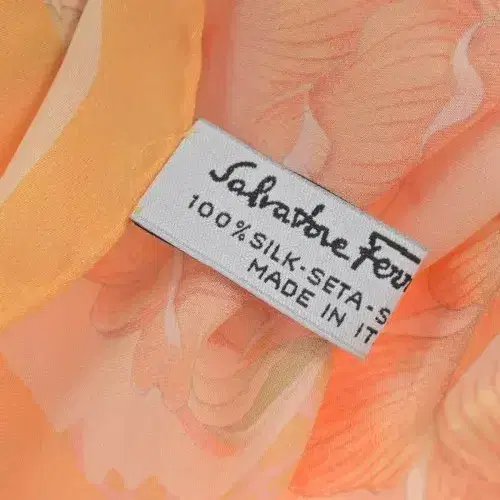 Salvatore Ferr
100% SILK-SETA-S
MADE IN IT